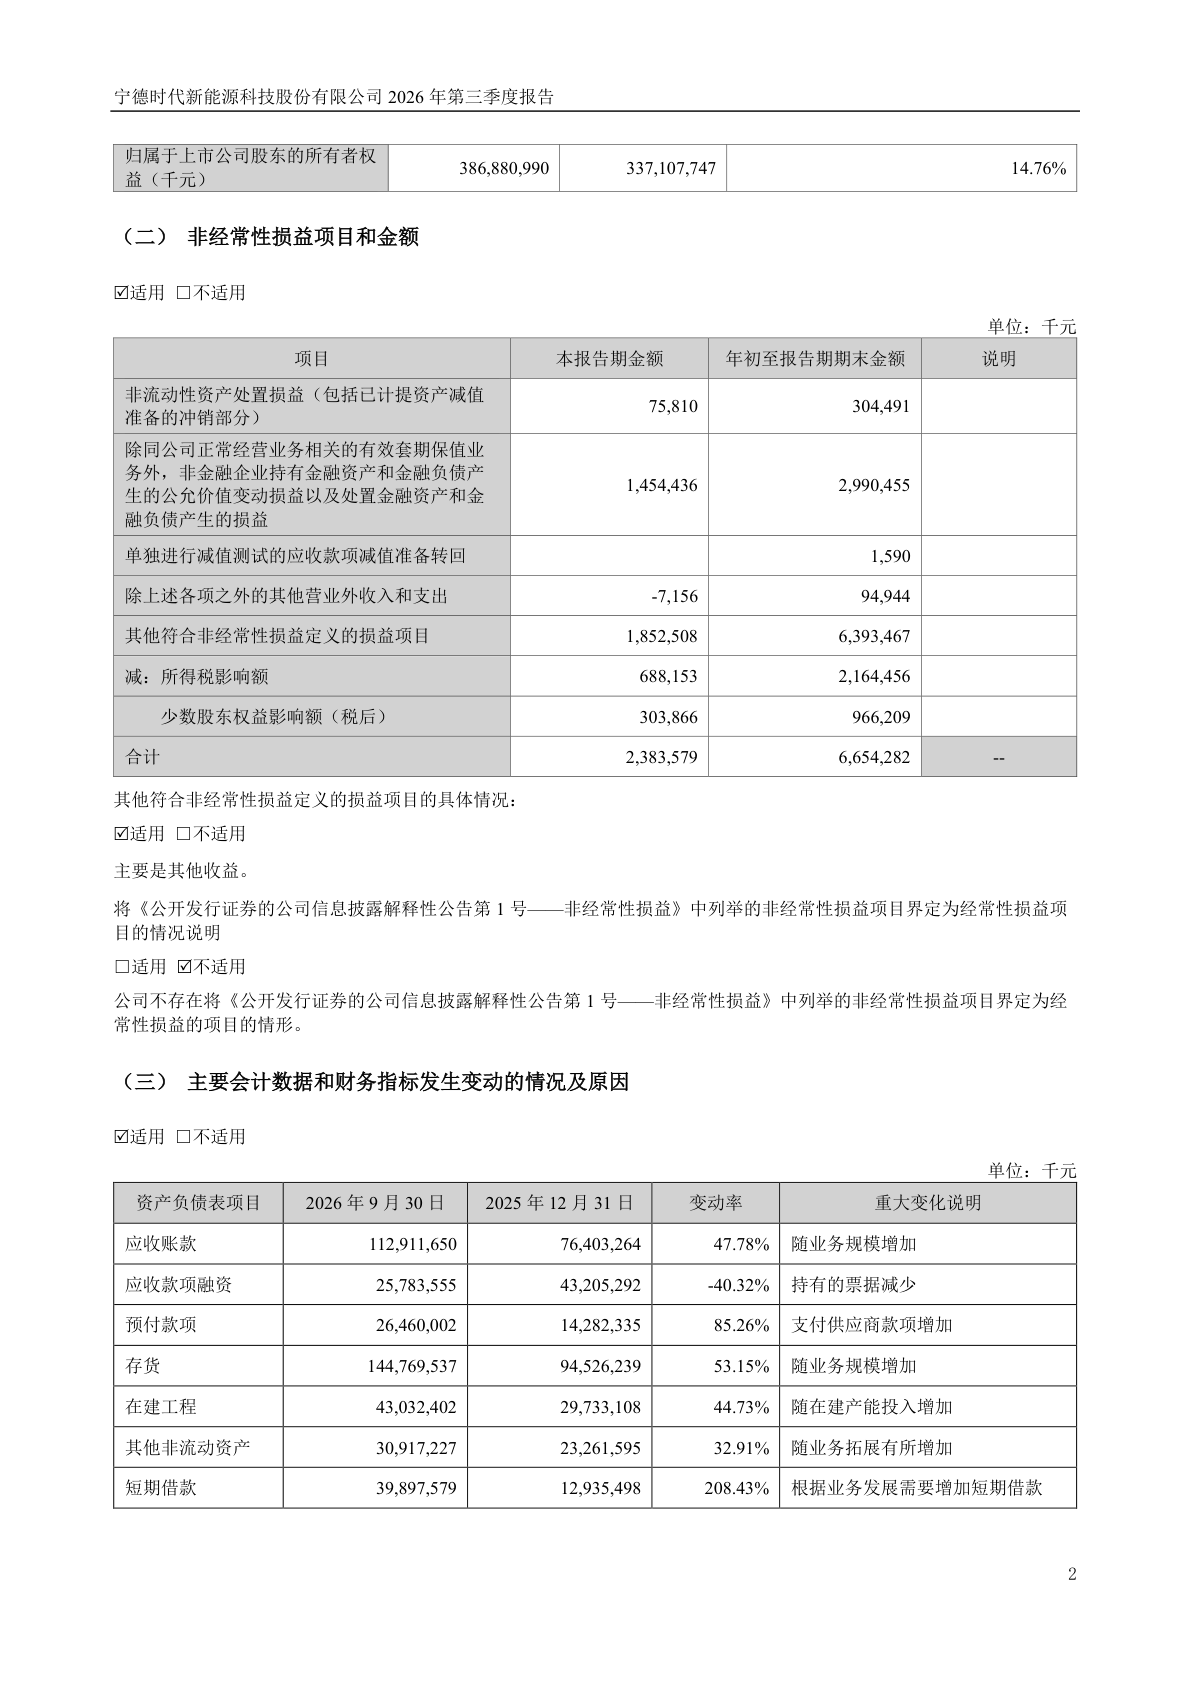 宁德时代新能源科技股份有限公司 2026 年第三季度报告
归属于上市公司股东的所有者权
益（千元） 386,880,990 337,107,747 14.76%
（二） 非经常性损益项目和金额
☑适用 □不适用
单位：千元
项目 本报告期金额 年初至报告期期末金额 说明
非流动性资产处置损益（包括已计提资产减值
准备的冲销部分） 75,810 304,491
除同公司正常经营业务相关的有效套期保值业
务外，非金融企业持有金融资产和金融负债产
生的公允价值变动损益以及处置金融资产和金
融负债产生的损益 1,454,436 2,990,455
单独进行减值测试的应收款项减值准备转回 1,590
除上述各项之外的其他营业外收入和支出 -7,156 94,944
其他符合非经常性损益定义的损益项目 1,852,508 6,393,467
减：所得税影响额 688,153 2,164,456
少数股东权益影响额（税后） 303,866 966,209
合计 2,383,579 6,654,282 --
其他符合非经常性损益定义的损益项目的具体情况：
☑适用 □不适用
主要是其他收益。
将《公开发行证券的公司信息披露解释性公告第 1 号——非经常性损益》中列举的非经常性损益项目界定为经常性损益项
目的情况说明
□适用 ☑不适用
公司不存在将《公开发行证券的公司信息披露解释性公告第 1 号——非经常性损益》中列举的非经常性损益项目界定为经
常性损益的项目的情形。
（三） 主要会计数据和财务指标发生变动的情况及原因
☑适用 □不适用
单位：千元
资产负债表项目 2026 年 9 月 30 日 2025 年 12 月 31 日 变动率 重大变化说明
应收账款 112,911,650 76,403,264 47.78% 随业务规模增加
应收款项融资 25,783,555 43,205,292 -40.32% 持有的票据减少
预付款项 26,460,002 14,282,335 85.26% 支付供应商款项增加
存货 144,769,537 94,526,239 53.15% 随业务规模增加
在建工程 43,032,402 29,733,108 44.73% 随在建产能投入增加
其他非流动资产 30,917,227 23,261,595 32.91% 随业务拓展有所增加
短期借款 39,897,579 12,935,498 208.43% 根据业务发展需要增加短期借款
2